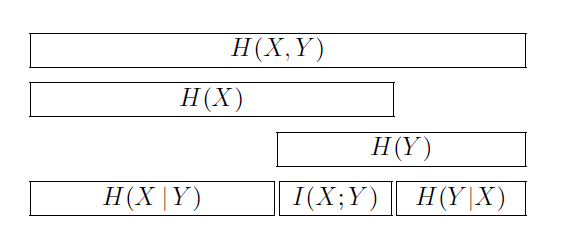 H(X, Y)
H(X)
H(Y)
H(X | Y) I(X; Y) H(Y|X)